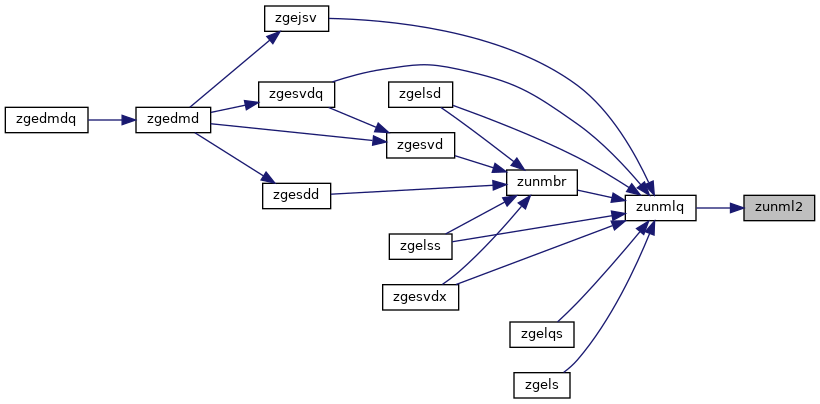 zgejsv
zgesvdq
zgelsd
zgedmdq
zgedmd
zgesvd
zunmbr
zgesdd
zunmlq
zunml2
zgelss
zgesvdx
zgelqs
zgels